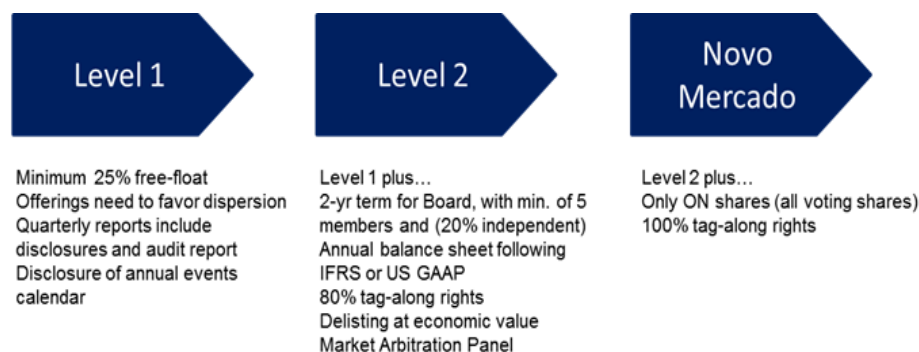 Level 1
Minimum 25% free-float
Offerings need to favor dispersion
Quarterly reports include
disclosures and audit report
Disclosure of annual events
calendar
Level 2
Level 1 plus…
2-yr term for Board, with min. of 5
members and (20% independent)
Annual balance sheet following
IFRS or US GAAP
80% tag-along rights
Delisting at economic value
Market Arbitration Panel
Novo
Mercado
Level 2 plus…
Only ON shares (all voting shares)
100% tag-along rights